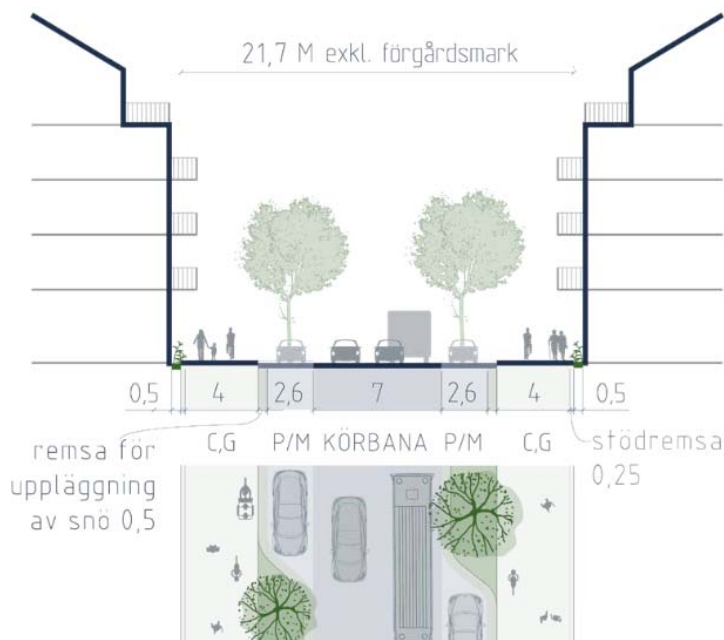 21,7 M exkl. förgårdsmark
0,5 4 2,6 7 2,6 4 0,5
C,G P/M KÖRBANA P/M C,G
remsa för
uppläggning
av snö 0,5
stödremsa
0,25